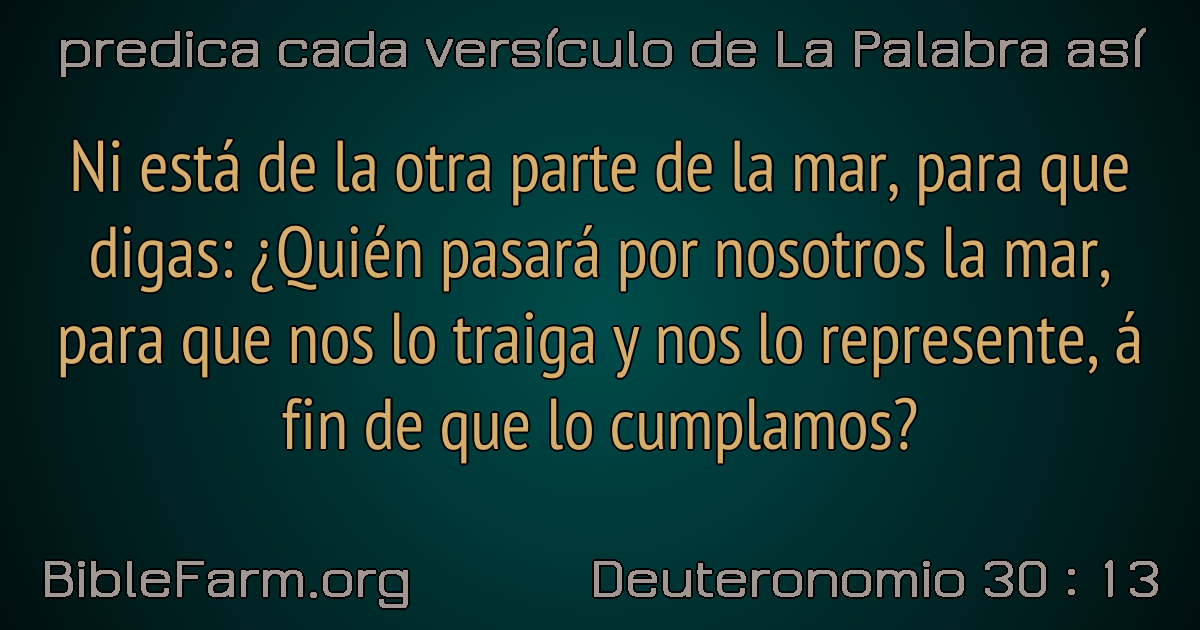 predica cada versículo de La Palabra así
Ni está de la otra parte de la mar, para que
digas: ¿Quién pasará por nosotros la mar,
para que nos lo traiga y nos lo represente, á
fin de que lo cumplamos?
BibleFarm.org
Deuteronomio 30 : 13